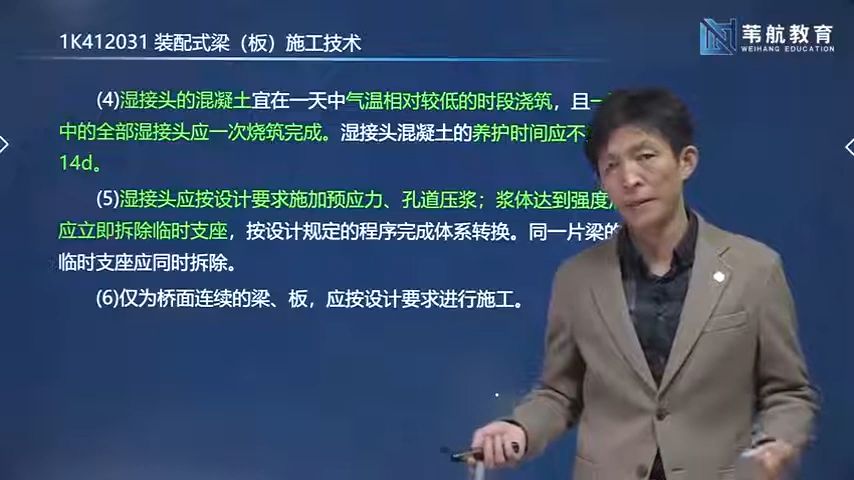 1K412031 装配式梁（板）施工技术
苇航教育
WEIHANG EDUCATION
(4)湿接头的混凝土宜在一天中气温相对较低的时段浇筑，且一
中的全部湿接头应一次烧筑完成。湿接头混凝土的养护时间应不
14d。
(5)湿接头应按设计要求施加预应力、孔道压浆；浆体达到强度
应立即拆除临时支座，按设计规定的程序完成体系转换。同一片梁的
临时支座应同时拆除。
(6)仅为桥面连续的梁、板，应按设计要求进行施工。